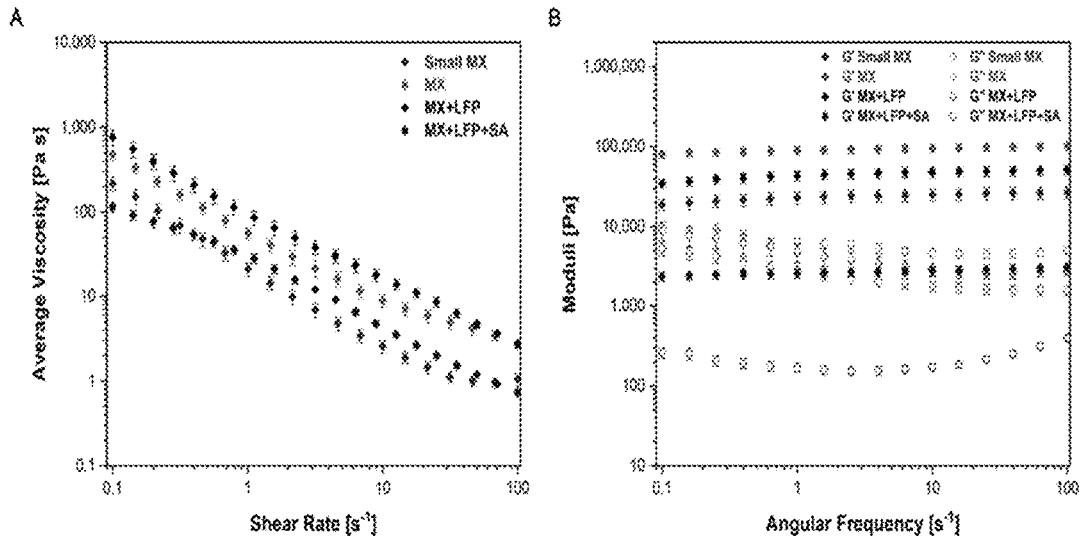 A
10,000
1,000
100
10
1
0.1
0.1
1
10
100
Average Viscosity [Pa s]
Shear Rate [s⁻¹]
Small MX
MX
MX+LFP
MX+LFP+SA
B
1,000,000
100,000
10,000
1,000
100
10
0.1
1
10
100
Moduli [Pa]
Angular Frequency [s⁻¹]
G' Small MX
G' MX
G' MX+LFP
G' MX+LFP+SA
G" Small MX
G" MX
G" MX+LFP
G" MX+LFP+SA